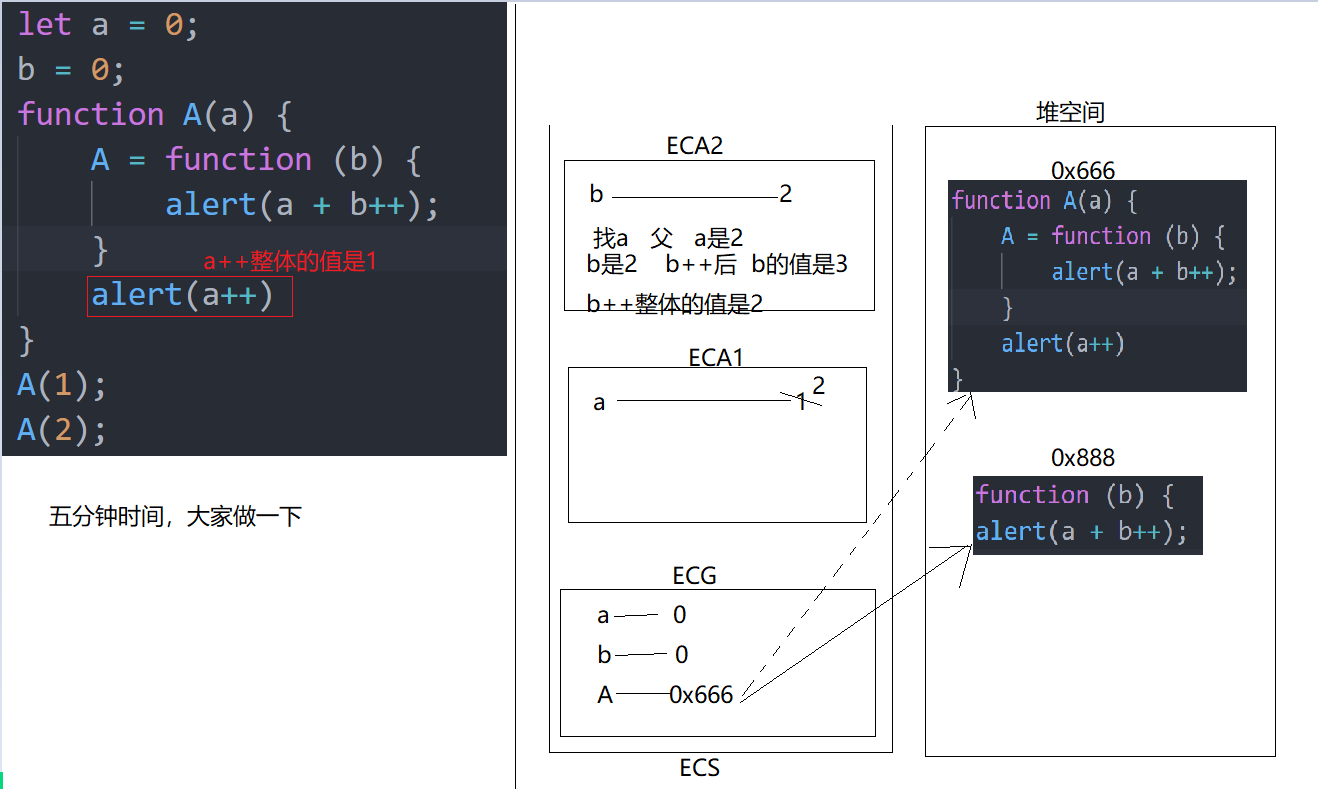 let a = 0;
b = 0;
function A(a) {
A = function (b) {
alert(a + b++);
}
a++整体的值是1
alert(a++)
}
A(1);
A(2);
五分钟时间，大家做一下
ECA2
b 2
找a 父 a是2
b是2 b++后 b的值是3
b++整体的值是2
ECA1
2
a 1
ECG
a 0
b 0
A 0x666
ECS
堆空间
0x666
function A(a) {
A = function (b) {
alert(a + b++);
}
alert(a++)
}
0x888
function (b) {
alert(a + b++);